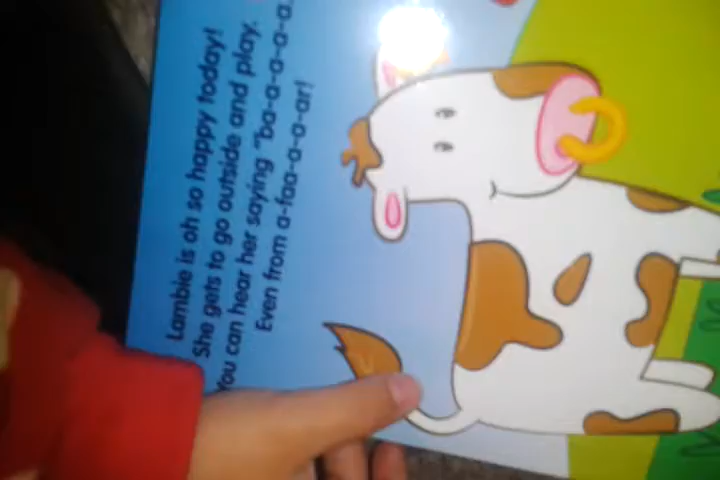 Lambie is oh so happy today!
She gets to go outside and play.
You can hear her saying "ba-a-a-a-a.
Even from a-faa-a-a-ar!